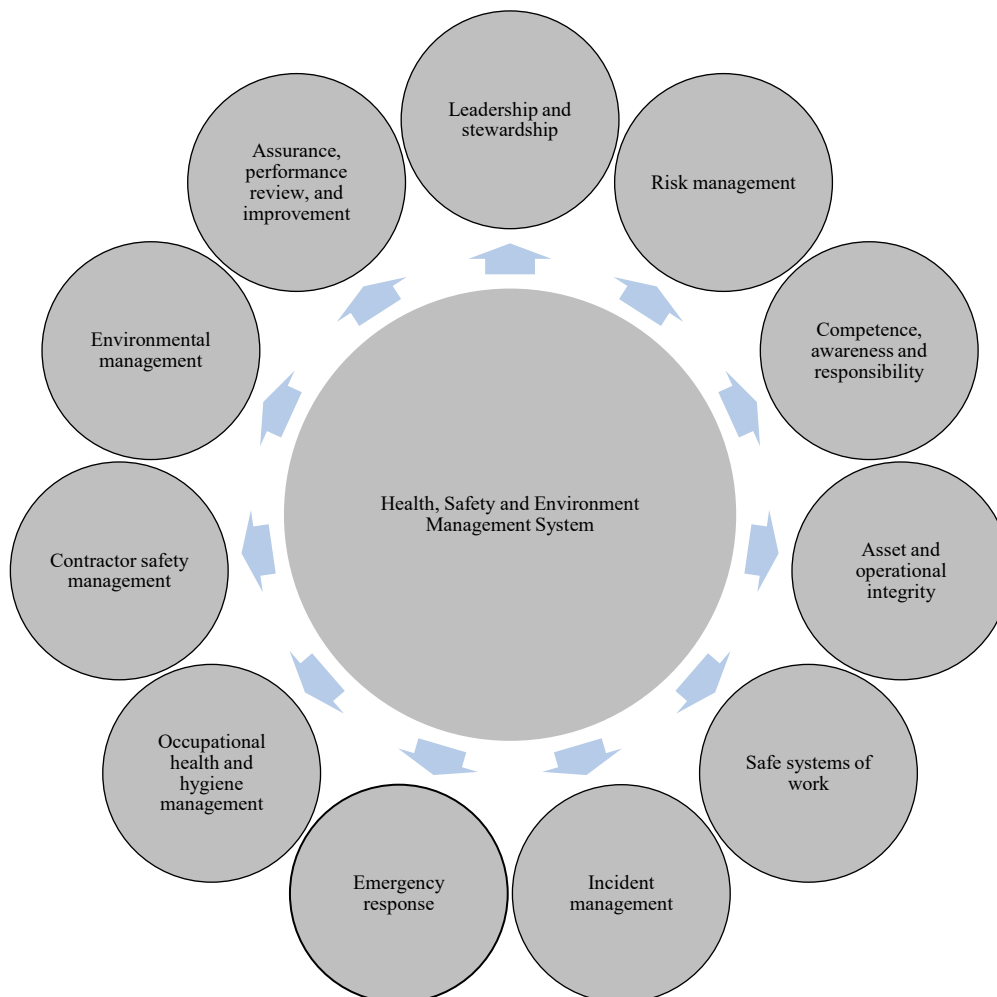 Leadership and
stewardship
Risk management
Competence,
awareness and
responsibility
Asset and
operational
integrity
Safe systems of
work
Incident
management
Emergency
response
Occupational
health and
hygiene
management
Contractor safety
management
Environmental
management
Assurance,
performance
review, and
improvement
Health, Safety and Environment
Management System